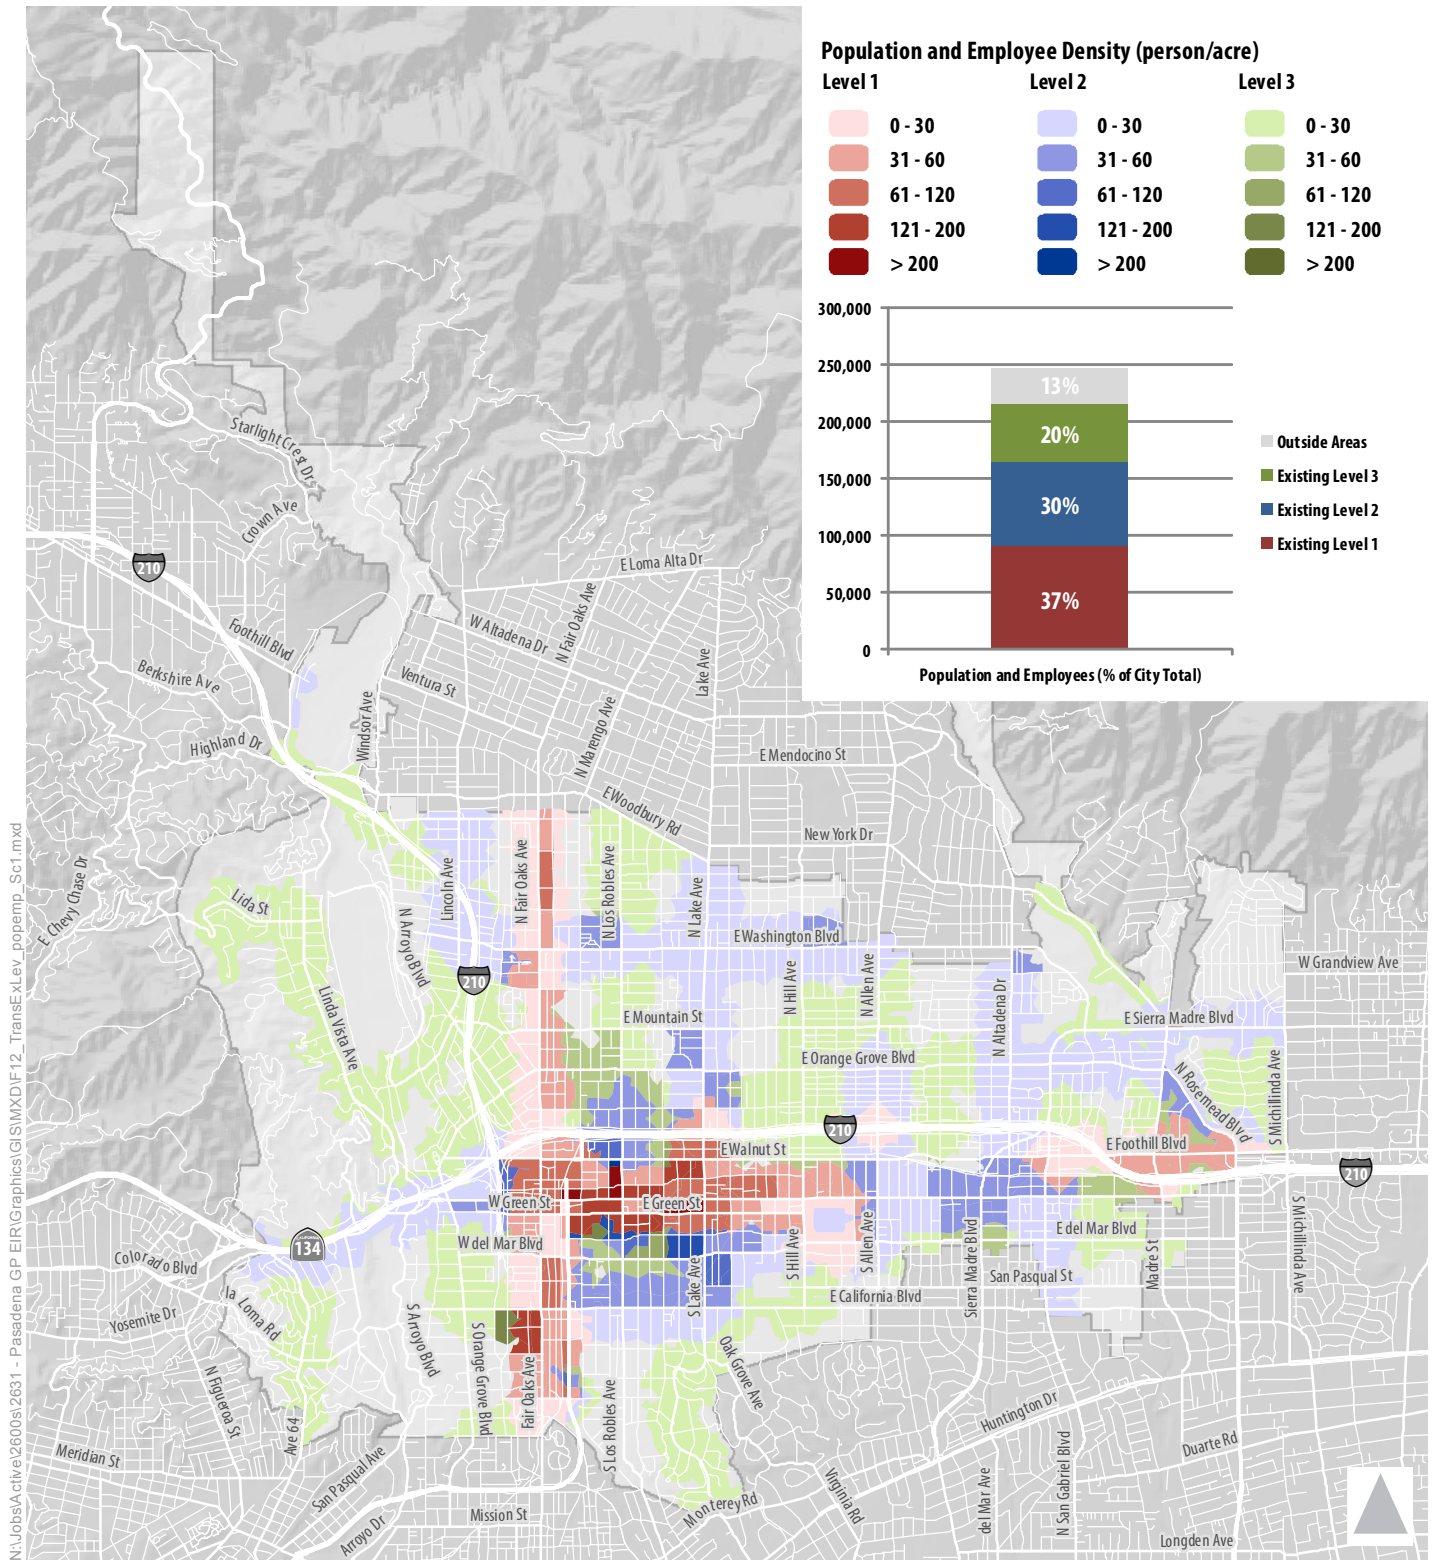 Population and Employee Density (person/acre)
Level 1
Level 2
Level 3
0 - 30
0 - 30
0 - 30
31 - 60
31 - 60
31 - 60
61 - 120
61 - 120
61 - 120
121 - 200
121 - 200
121 - 200
> 200
> 200
> 200
300,000
250,000
200,000
150,000
100,000
50,000
0
13%
20%
30%
37%
Outside Areas
Existing Level 3
Existing Level 2
Existing Level 1
Population and Employees (% of City Total)
Starlight Crest Dr
Crown Ave
210
E Loma Alta Dr
N Fair Oaks Ave
W Altadena Dr
Foothill Blvd
Berkshire Ave
Ventura St
Lake Ave
Windsor Ave
Highland Dr
N Marengo Ave
E Mendocino St
E Woodbury Rd
New York Dr
E Chevy Chase Dr
Lida St
Lincoln Ave
N Fair Oaks Ave
N Los Robles Ave
N Lake Ave
E Washington Blvd
N Arroyo Blvd
210
N Hill Ave
N Allen Ave
W Grandview Ave
Linda Vista Ave
E Mountain St
N Altadena Dr
E Sierra Madre Blvd
E Orange Grove Blvd
N Rosemead Blvd
S Michillinda Ave
210
E Walnut St
E Foothill Blvd
210
W Green St
E Green St
134
W del Mar Blvd
E del Mar Blvd
S Hill Ave
S Allen Ave
Sierra Madre Blvd
Madre St
S Michillinda Ave
Colorado Blvd
San Pasqual St
S Lake Ave
E California Blvd
la Loma Rd
Yosemite Dr
S Arroyo Blvd
S Orange Grove Blvd
Fair Oaks Ave
Oak Grove Ave
N Figueroa St
S Los Robles Ave
Huntington Dr
Ave 64
Meridian St
San Pasqual Ave
N San Gabriel Blvd
Duarte Rd
Virginia Rd
del Mar Ave
Monterey Rd
Mission St
Arroyo Dr
Longden Ave
N:\Jobs\Active\2600s\2631 - Pasadena GP EIR\Graphics\GIS\MXD\F12_TransExLev_popemp_Sc1.mxd